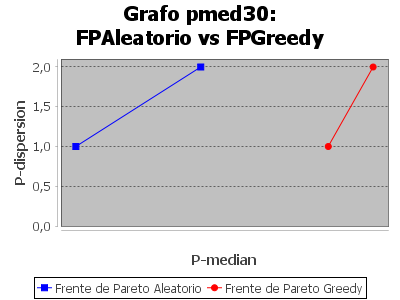 Grafo pmed30:
FPAleatorio vs FPGreedy
2,0
1,5
1,0
0,5
0,0
P-dispersion
P-median
Frente de Pareto Aleatorio
Frente de Pareto Greedy